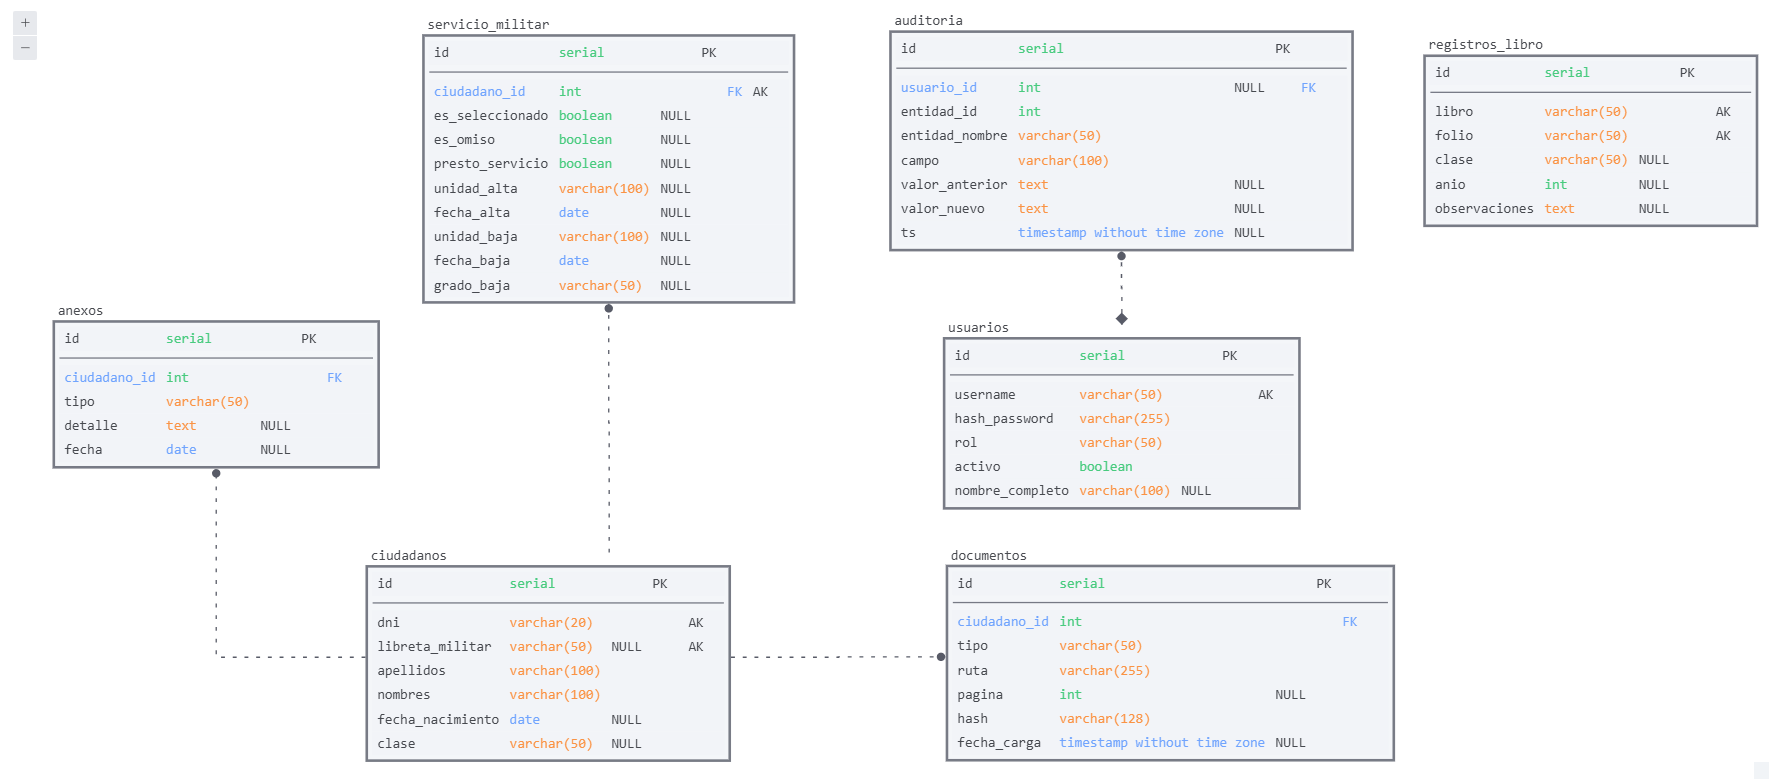 +
−
servicio_militar
id serial PK
ciudadano_id int FK AK
es_seleccionado boolean NULL
es_omiso boolean NULL
presto_servicio boolean NULL
unidad_alta varchar(100) NULL
fecha_alta date NULL
unidad_baja varchar(100) NULL
fecha_baja date NULL
grado_baja varchar(50) NULL
auditoria
id serial PK
usuario_id int NULL FK
entidad_id int
entidad_nombre varchar(50)
campo varchar(100)
valor_anterior text NULL
valor_nuevo text NULL
ts timestamp without time zone NULL
registros_libro
id serial PK
libro varchar(50) AK
folio varchar(50) AK
clase varchar(50) NULL
anio int NULL
observaciones text NULL
anexos
id serial PK
ciudadano_id int FK
tipo varchar(50)
detalle text NULL
fecha date NULL
usuarios
id serial PK
username varchar(50) AK
hash_password varchar(255)
rol varchar(50)
activo boolean
nombre_completo varchar(100) NULL
ciudadanos
id serial PK
dni varchar(20) AK
libreta_militar varchar(50) NULL AK
apellidos varchar(100)
nombres varchar(100)
fecha_nacimiento date NULL
clase varchar(50) NULL
documentos
id serial PK
ciudadano_id int FK
tipo varchar(50)
ruta varchar(255)
pagina int NULL
hash varchar(128)
fecha_carga timestamp without time zone NULL